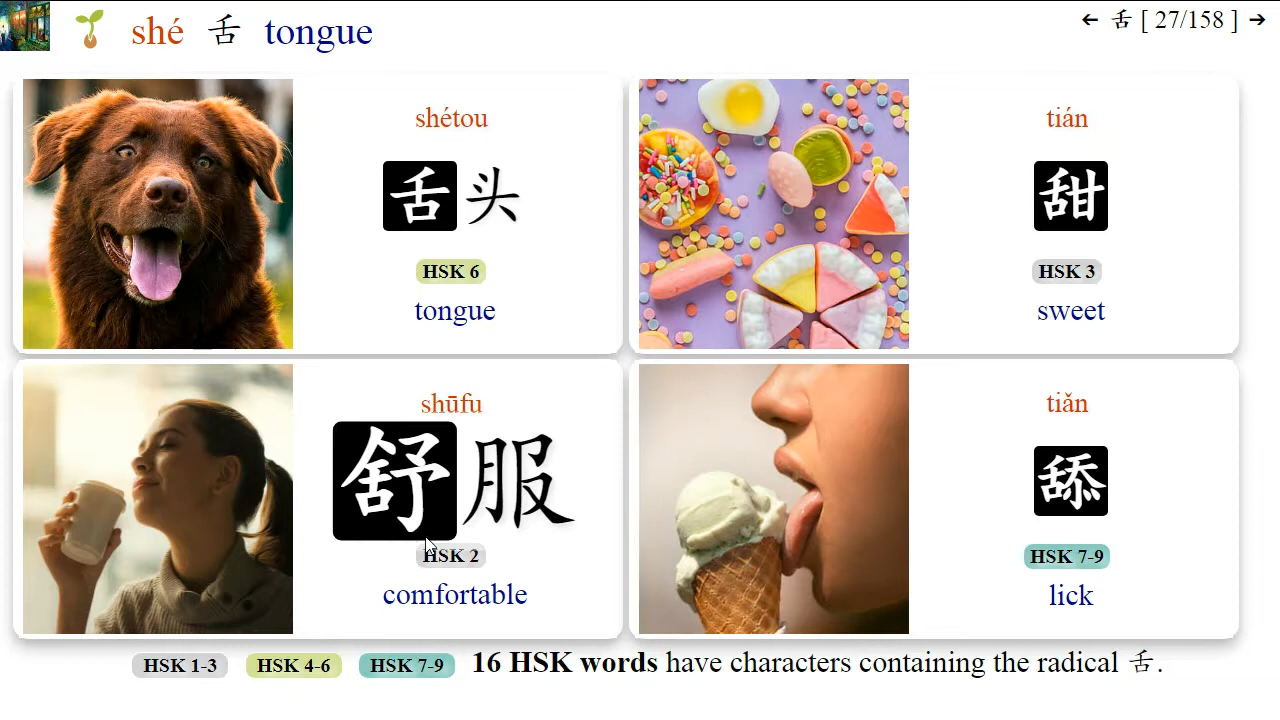 shé 舌 tongue
← 舌 [ 27/158 ] →
shétou
舌头
HSK 6
tongue
tián
甜
HSK 3
sweet
shūfu
舒服
HSK 2
comfortable
tiǎn
舔
HSK 7-9
lick
HSK 1-3 HSK 4-6 HSK 7-9 16 HSK words have characters containing the radical 舌.